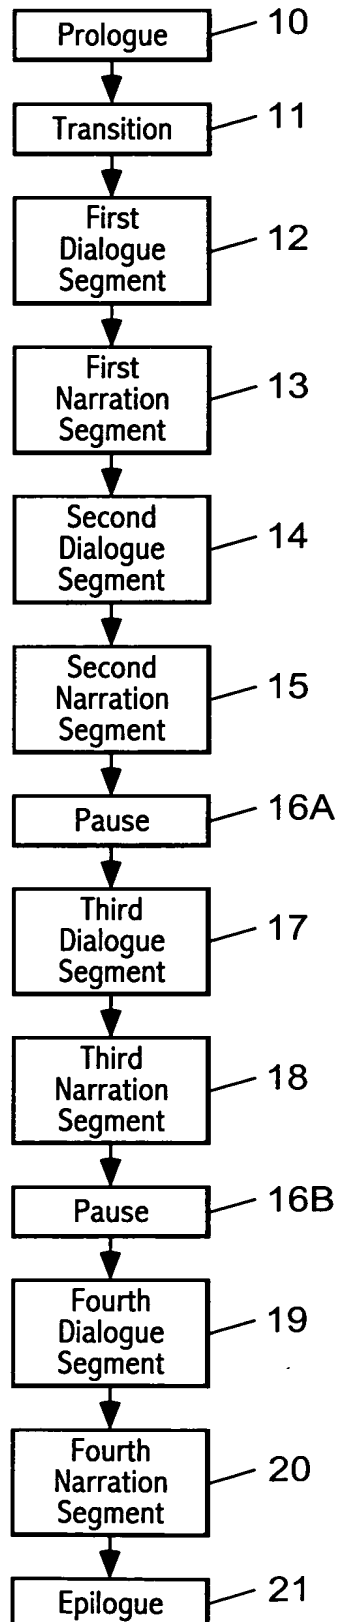 Prologue
10
Transition
11
First
Dialogue
Segment
12
First
Narration
Segment
13
Second
Dialogue
Segment
14
Second
Narration
Segment
15
Pause
16A
Third
Dialogue
Segment
17
Third
Narration
Segment
18
Pause
16B
Fourth
Dialogue
Segment
19
Fourth
Narration
Segment
20
Epilogue
21